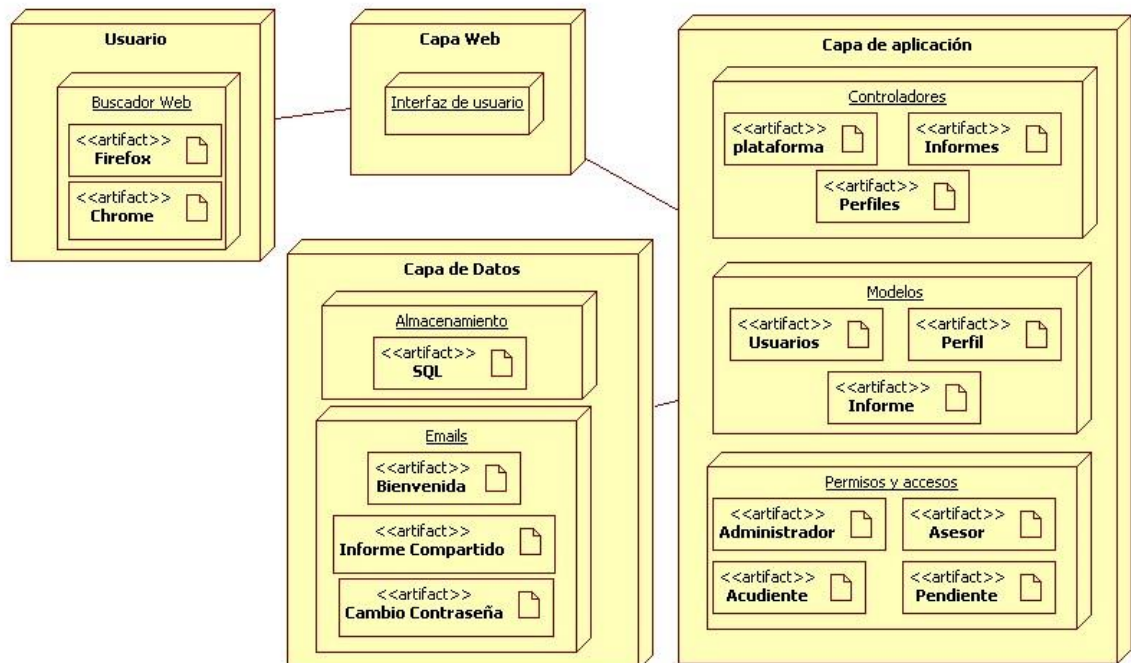 Usuario
Buscador Web
<<artifact>>
Firefox
<<artifact>>
Chrome
Capa Web
Interfaz de usuario
Capa de aplicación
Controladores
<<artifact>>
plataforma
<<artifact>>
Informes
<<artifact>>
Perfiles
Modelos
<<artifact>>
Usuarios
<<artifact>>
Perfil
<<artifact>>
Informe
Permisos y accesos
<<artifact>>
Administrador
<<artifact>>
Asesor
<<artifact>>
Acudiente
<<artifact>>
Pendiente
Capa de Datos
Almacenamiento
<<artifact>>
SQL
Emails
<<artifact>>
Bienvenida
<<artifact>>
Informe Compartido
<<artifact>>
Cambio Contraseña